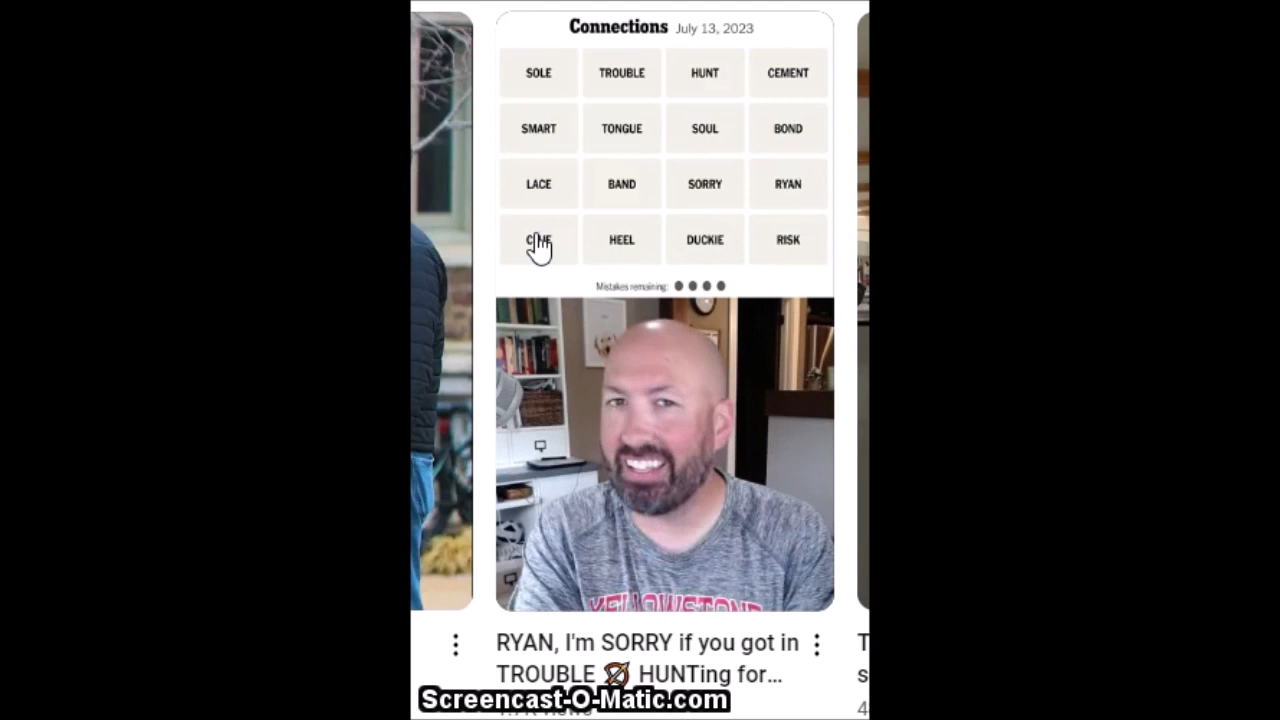 Connections July 13, 2023
SOLE TROUBLE HUNT CEMENT
SMART TONGUE SOUL BOND
LACE BAND SORRY RYAN
HEEL DUCKIE RISK
Mistakes remaining:
YELLOWSTONE
RYAN, I'm SORRY if you got in
TROUBLE 🏹 HUNTing for...
T
s
Screencast-O-Matic.com